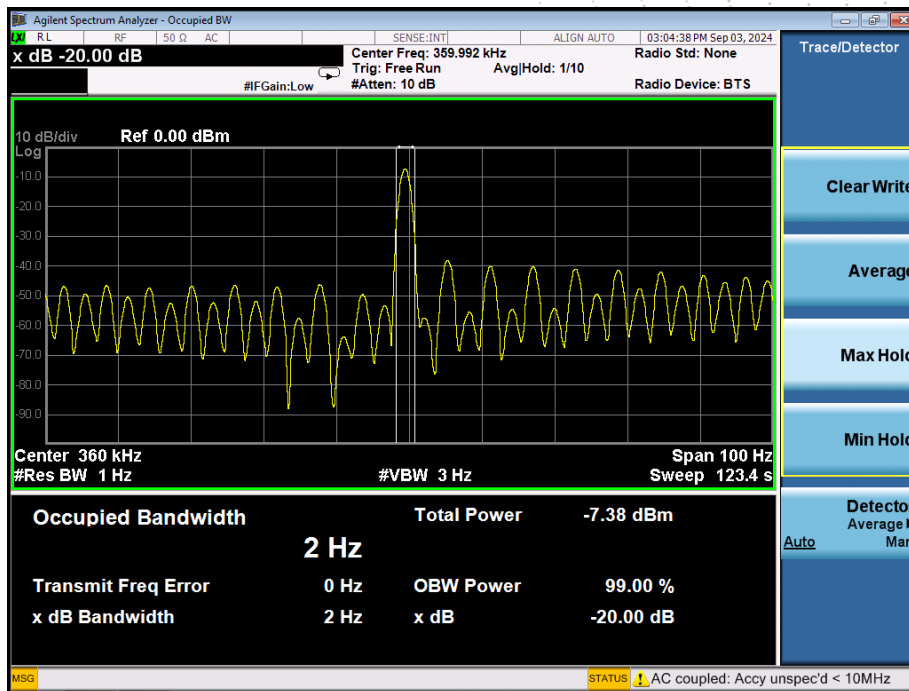 Agilent Spectrum Analyzer - Occupied BW
LXI RL RF 50 Ω AC SENSE:INT ALIGN AUTO 03:04:38 PM Sep 03, 2024
x dB -20.00 dB
Center Freq: 359.992 kHz Radio Std: None
Trig: Free Run Avg|Hold: 1/10
#IFGain:Low #Atten: 10 dB Radio Device: BTS
Trace/Detector
10 dB/div Ref 0.00 dBm
Log
-10.0
-20.0
-30.0
-40.0
-50.0
-60.0
-70.0
-80.0
-90.0
Center 360 kHz Span 100 Hz
#Res BW 1 Hz #VBW 3 Hz Sweep 123.4 s
Clear Write
Average
Max Hold
Min Hold
Detector
Average
Auto Man
Occupied Bandwidth Total Power -7.38 dBm
2 Hz
Transmit Freq Error 0 Hz OBW Power 99.00 %
x dB Bandwidth 2 Hz x dB -20.00 dB
MSG STATUS AC coupled: Accy unspec'd < 10MHz